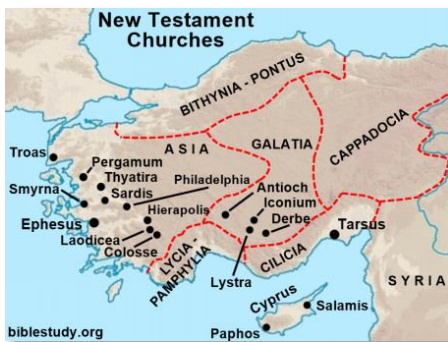 New Testament
Churches
BITHYNIA - PONTUS
CAPPADOCIA
GALATIA
ASIA
Troas
Pergamum
Thyatira
Sardis
Philadelphia
Smyrna
Hierapolis
Antioch
Iconium
Derbe
Tarsus
Ephesus
Laodicea
Colosse
LYCIA
PAMPHYLIA
Lystra
CILICIA
SYRIA
Cyprus
Salamis
Paphos
biblestudy.org